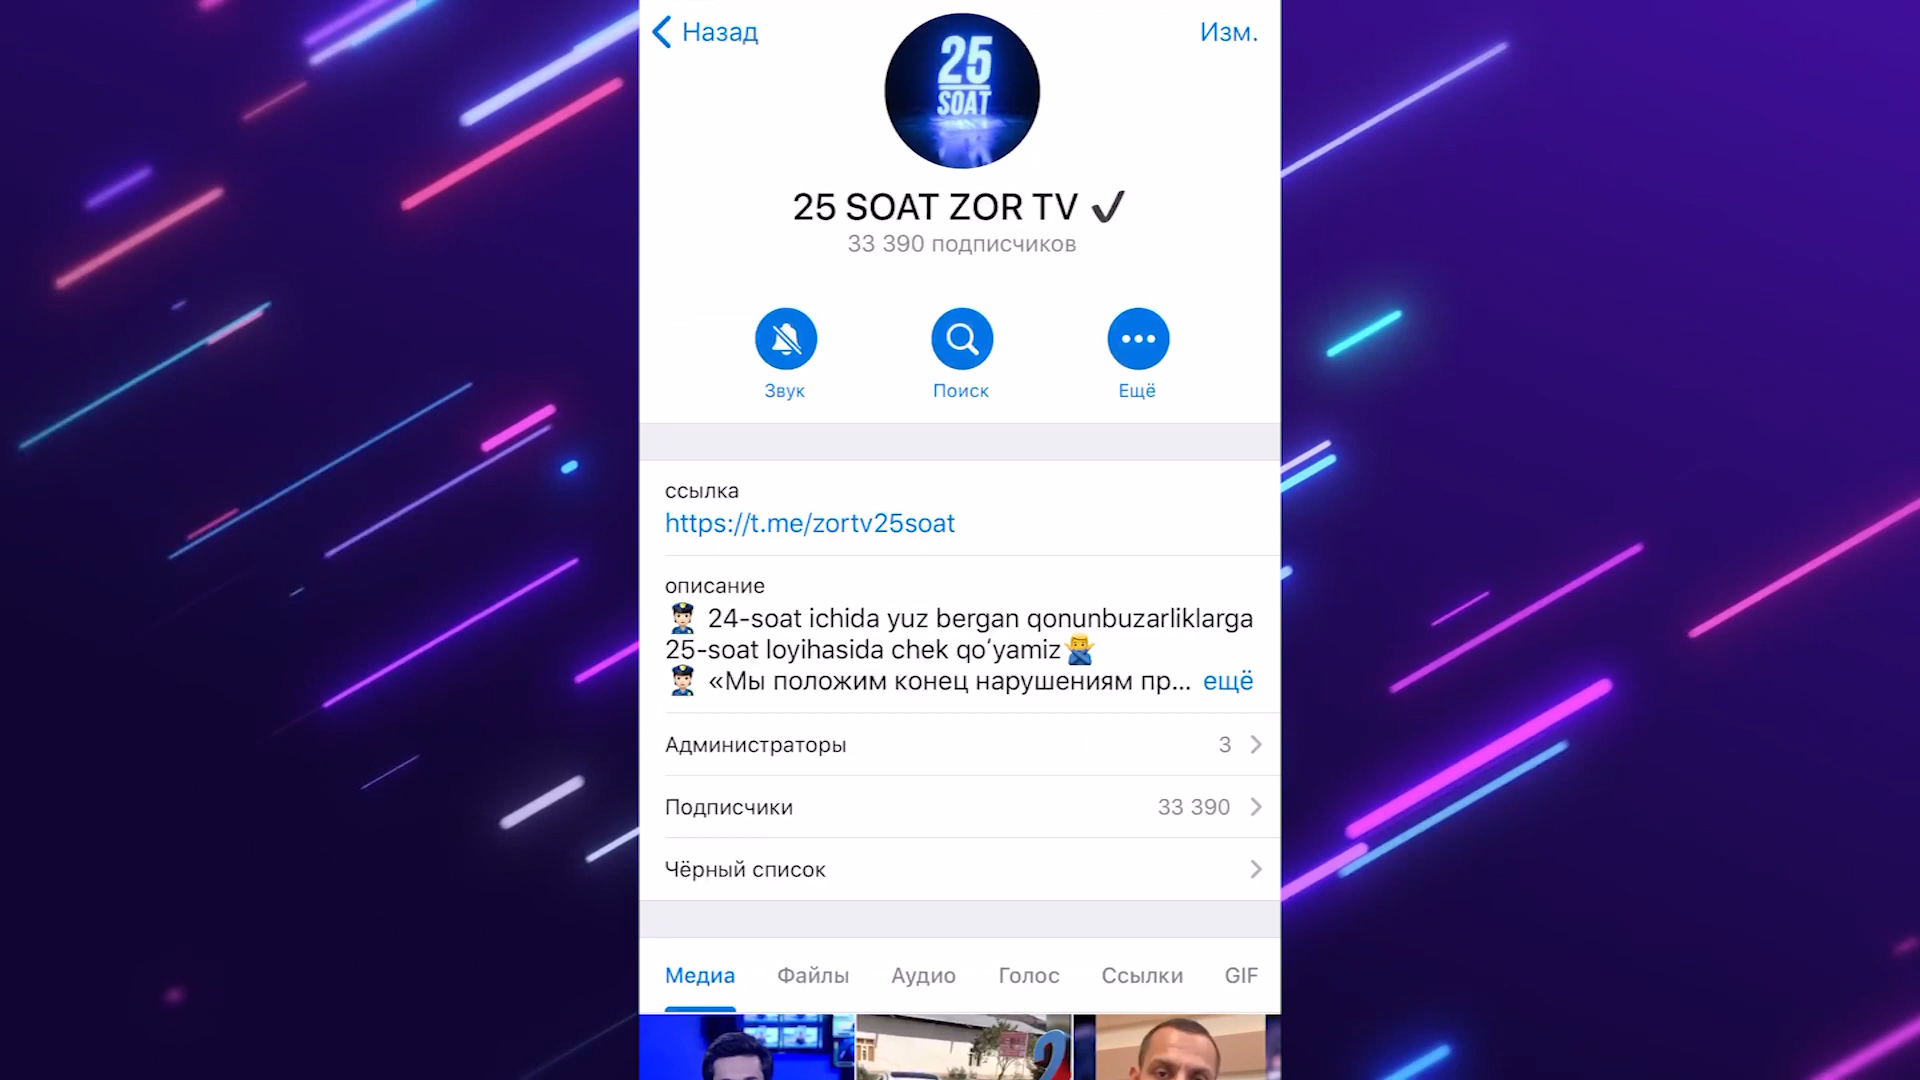 Назад
Изм.
25
SOAT
25 SOAT ZOR TV ✔
33 390 подписчиков
Звук
Поиск
Ещё
ссылка
https://t.me/zortv25soat
описание
👮🏻 24-soat ichida yuz bergan qonunbuzarliklarga
25-soat loyihasida chek qoʻyamiz🙅‍♂️
👮🏻 «Мы положим конец нарушениям пр... ещё
Администраторы 3
Подписчики 33 390
Чёрный список
Медиа Файлы Аудио Голос Ссылки GIF
2